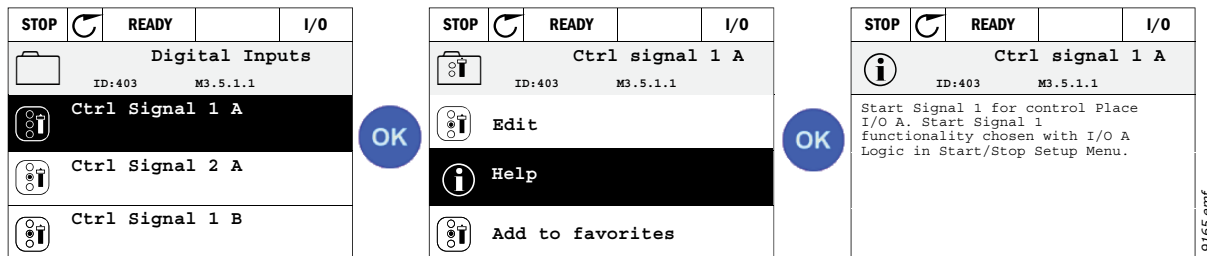 STOP READY I/O
Digital Inputs
ID:403 M3.5.1.1
Ctrl Signal 1 A
Ctrl Signal 2 A
Ctrl Signal 1 B
OK
STOP READY I/O
Ctrl signal 1 A
ID:403 M3.5.1.1
Edit
Help
Add to favorites
OK
STOP READY I/O
Ctrl signal 1 A
ID:403 M3.5.1.1
Start Signal 1 for control Place
I/O A. Start Signal 1
functionality chosen with I/O A
Logic in Start/Stop Setup Menu.
9165.emf